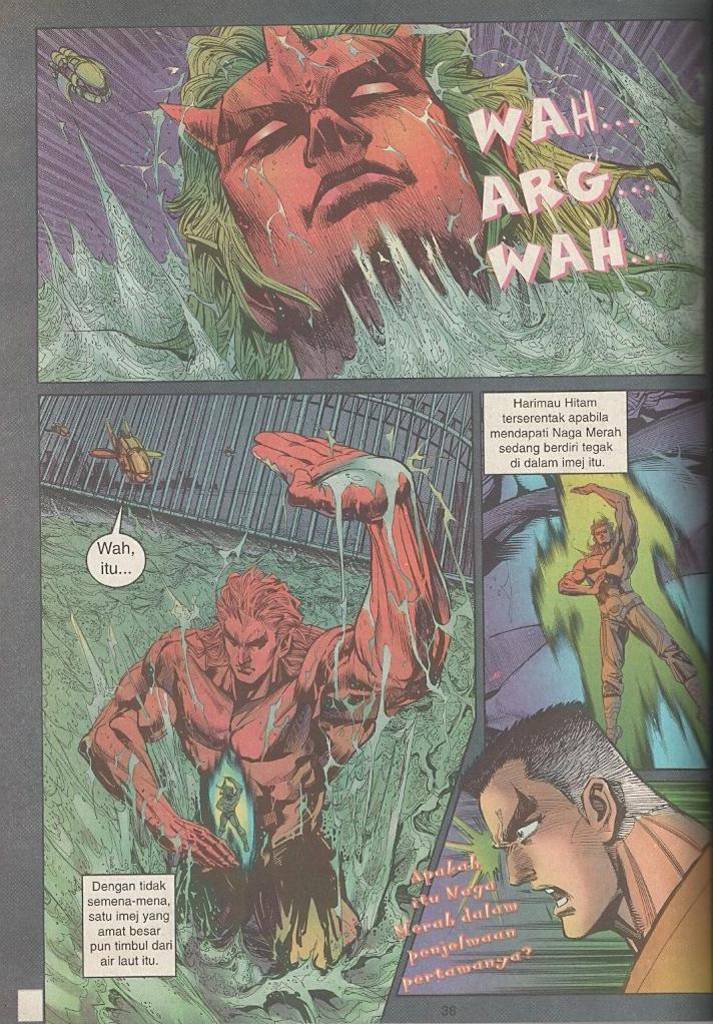 WAH...
ARG...
WAH...
Wah,
itu...
Dengan tidak
semena-mena,
satu imej yang
amat besar
pun timbul dari
air laut itu.
Harimau Hitam
tersentak apabila
mendapati Naga Merah
sedang berdiri tegak
di dalam imej itu.
Apakah
itu Naga
Merah dalam
penjelmaan
pertamanya?
36